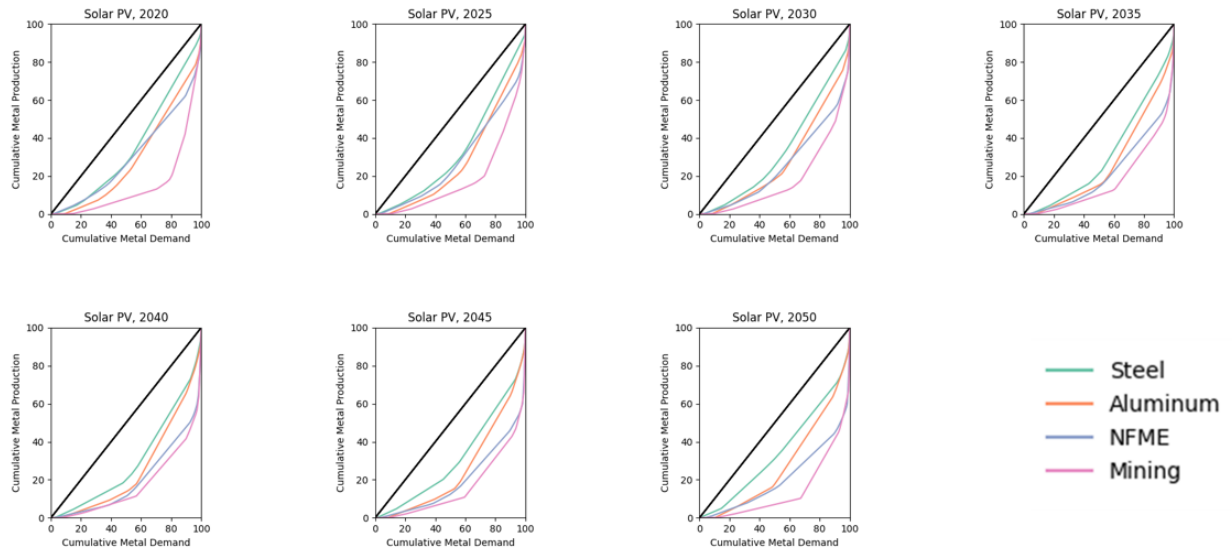 Solar PV, 2020
Solar PV, 2025
Solar PV, 2030
Solar PV, 2035
Cumulative Metal Production
100
80
60
40
20
0
0 20 40 60 80 100
Cumulative Metal Demand
Cumulative Metal Production
100
80
60
40
20
0
0 20 40 60 80 100
Cumulative Metal Demand
Cumulative Metal Production
100
80
60
40
20
0
0 20 40 60 80 100
Cumulative Metal Demand
Cumulative Metal Production
100
80
60
40
20
0
0 20 40 60 80 100
Cumulative Metal Demand
Solar PV, 2040
Solar PV, 2045
Solar PV, 2050
Cumulative Metal Production
100
80
60
40
20
0
0 20 40 60 80 100
Cumulative Metal Demand
Cumulative Metal Production
100
80
60
40
20
0
0 20 40 60 80 100
Cumulative Metal Demand
Cumulative Metal Production
100
80
60
40
20
0
0 20 40 60 80 100
Cumulative Metal Demand
Steel
Aluminum
NFME
Mining